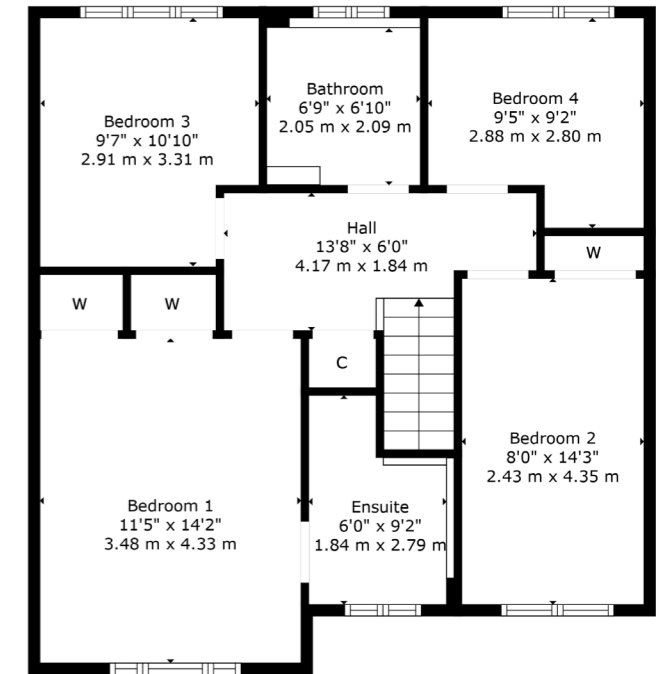 Bedroom 3
9'7" x 10'10"
2.91 m x 3.31 m
Bathroom
6'9" x 6'10"
2.05 m x 2.09 m
Bedroom 4
9'5" x 9'2"
2.88 m x 2.80 m
Hall
13'8" x 6'0"
4.17 m x 1.84 m
W
W
W
C
Bedroom 2
8'0" x 14'3"
2.43 m x 4.35 m
Bedroom 1
11'5" x 14'2"
3.48 m x 4.33 m
Ensuite
6'0" x 9'2"
1.84 m x 2.79 m